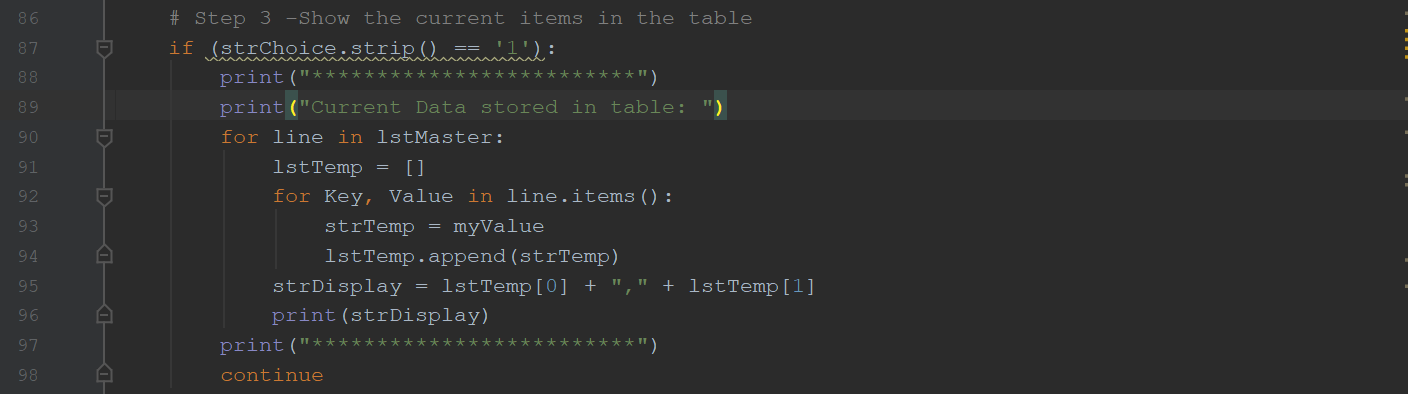 86 # Step 3 -Show the current items in the table
87 if (strChoice.strip() == '1'):
88 print("*************************")
89 print("Current Data stored in table: ")
90 for line in lstMaster:
91 lstTemp = []
92 for Key, Value in line.items():
93 strTemp = myValue
94 lstTemp.append(strTemp)
95 strDisplay = lstTemp[0] + "," + lstTemp[1]
96 print(strDisplay)
97 print("*************************")
98 continue